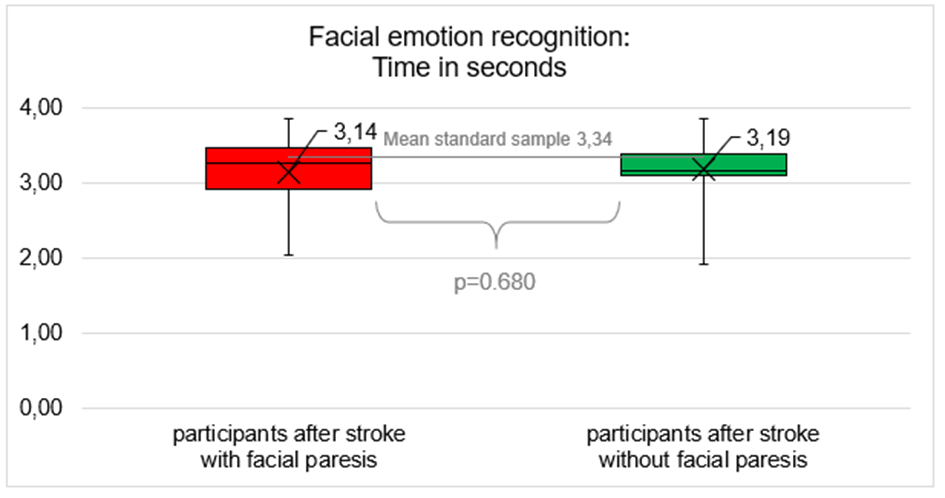 Facial emotion recognition:
Time in seconds
4,00
3,14
Mean standard sample 3,34
3,19
3,00
2,00
p=0.680
1,00
0,00
participants after stroke
with facial paresis
participants after stroke
without facial paresis